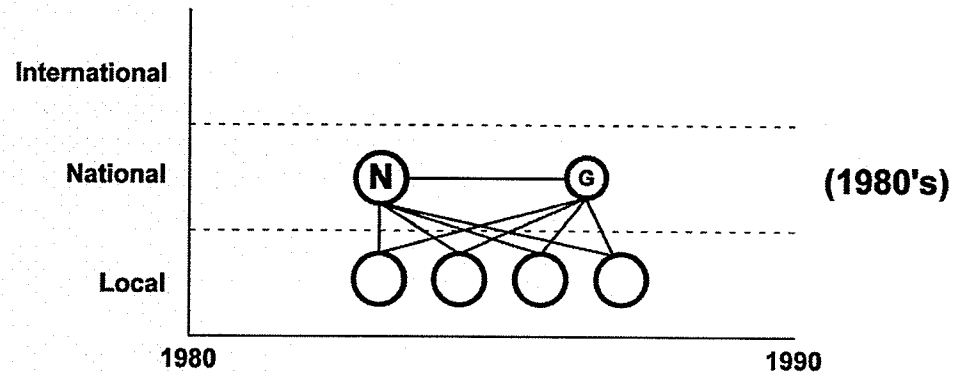 International
National
N
G
(1980's)
Local
1980
1990